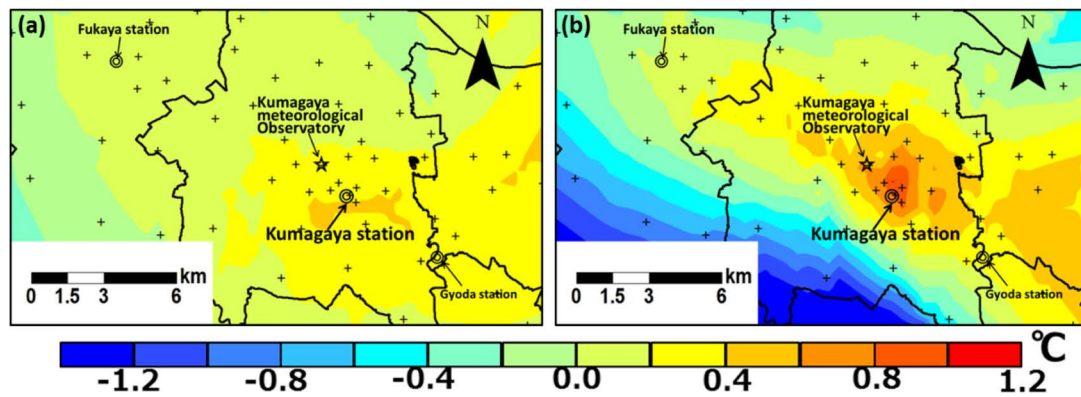 (a)
Fukaya station
N
Kumagaya
meteorological
Observatory
Kumagaya station
Gyoda station
km
0 1.5 3 6
(b)
Fukaya station
N
Kumagaya
meteorological
Observatory
Kumagaya station
Gyoda station
km
0 1.5 3 6
℃
-1.2 -0.8 -0.4 0.0 0.4 0.8 1.2